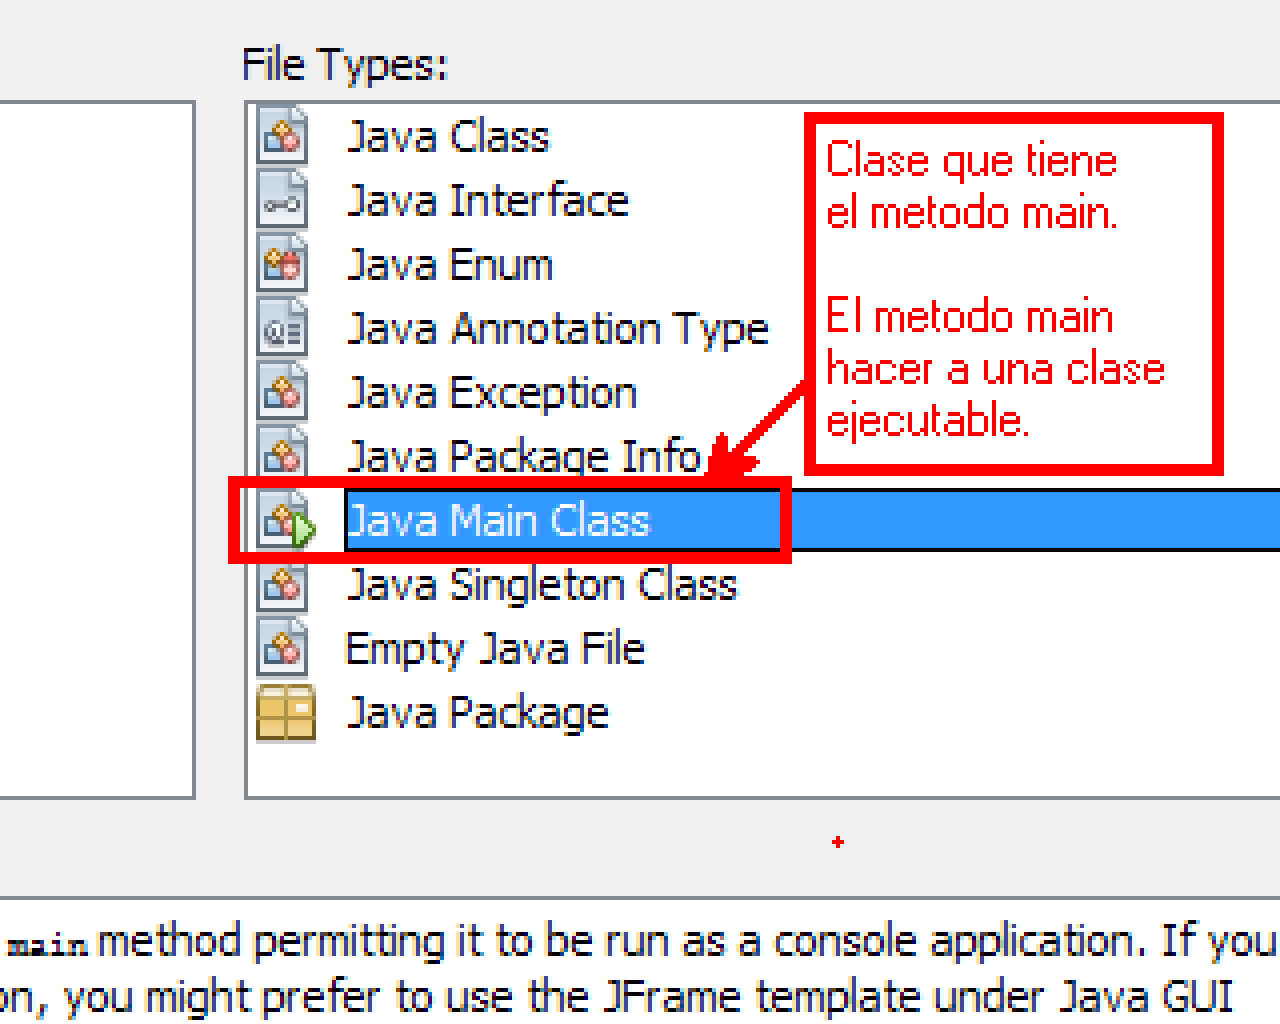 File Types:
Java Class
Java Interface
Java Enum
Java Annotation Type
Java Exception
Java Package Info
Java Main Class
Java Singleton Class
Empty Java File
Java Package
Clase que tiene
el metodo main.
El metodo main
hacer a una clase
ejecutable.
main method permitting it to be run as a console application. If you
on, you might prefer to use the JFrame template under Java GUI